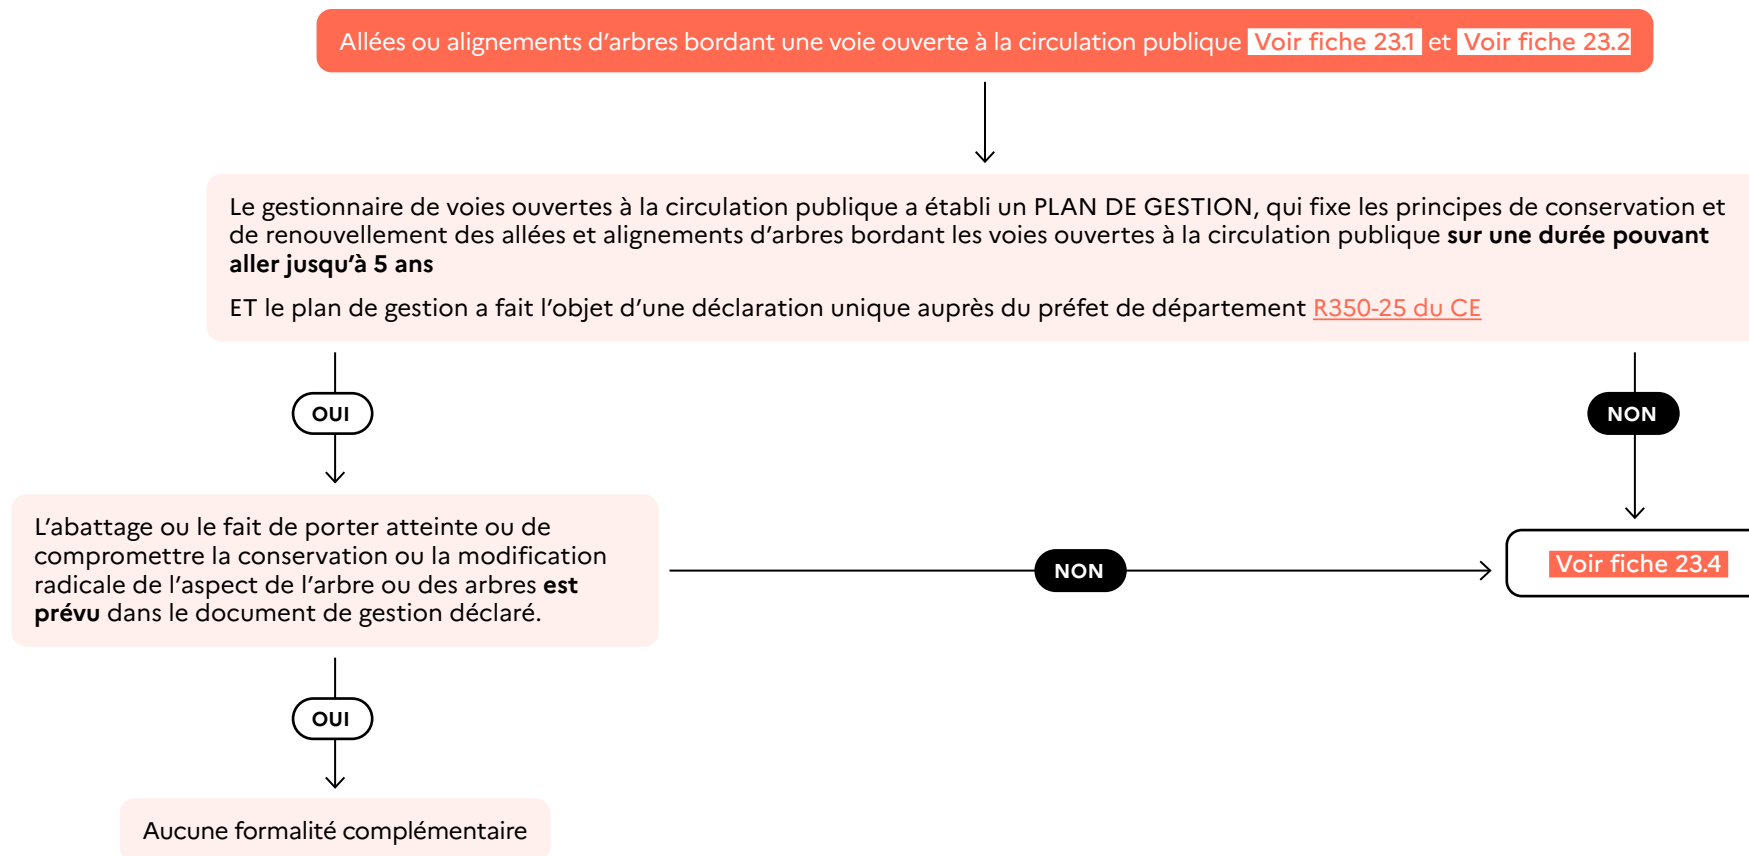 Allées ou alignements d’arbres bordant une voie ouverte à la circulation publique Voir fiche 23.1 et Voir fiche 23.2
Le gestionnaire de voies ouvertes à la circulation publique a établi un PLAN DE GESTION, qui fixe les principes de conservation et
de renouvellement des allées et alignements d’arbres bordant les voies ouvertes à la circulation publique sur une durée pouvant
aller jusqu’à 5 ans
ET le plan de gestion a fait l’objet d’une déclaration unique auprès du préfet de département R350-25 du CE
OUI
NON
L’abattage ou le fait de porter atteinte ou de
compromettre la conservation ou la modification
radicale de l’aspect de l’arbre ou des arbres est
prévu dans le document de gestion déclaré.
NON
Voir fiche 23.4
OUI
Aucune formalité complémentaire